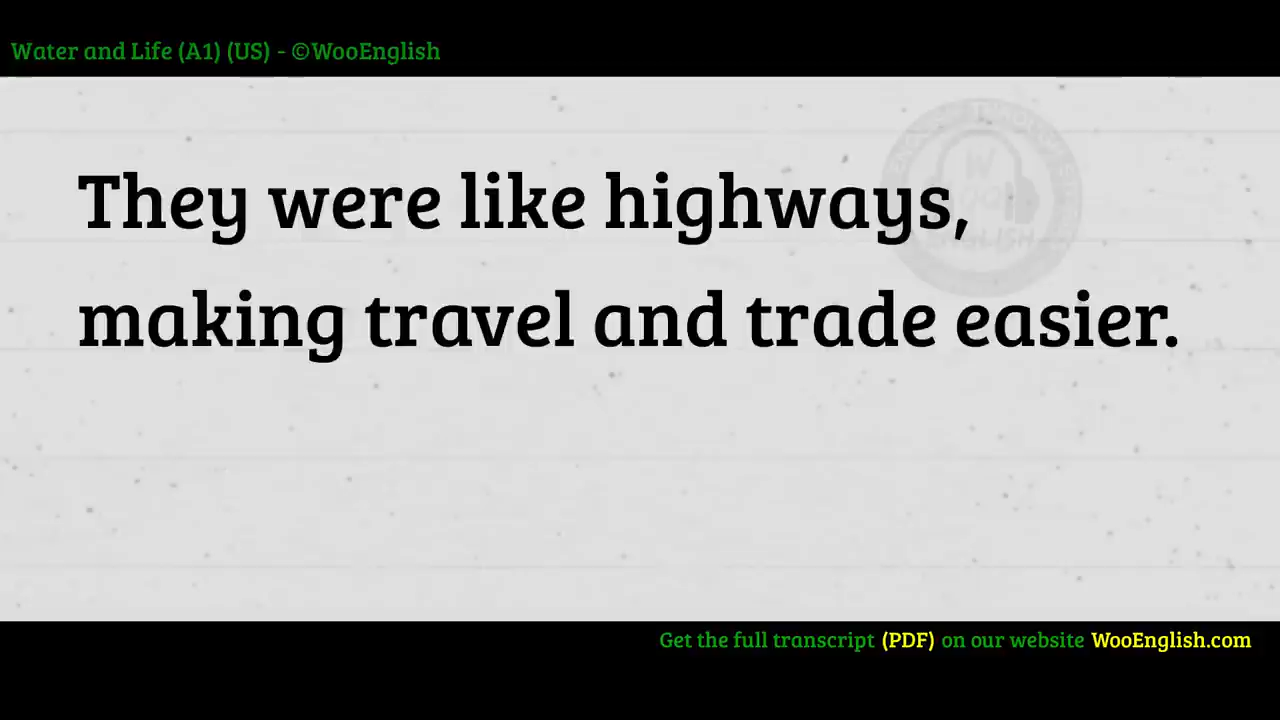 Water and Life (A1) (US) - ©WooEnglish
They were like highways,
making travel and trade easier.
Get the full transcript (PDF) on our website WooEnglish.com